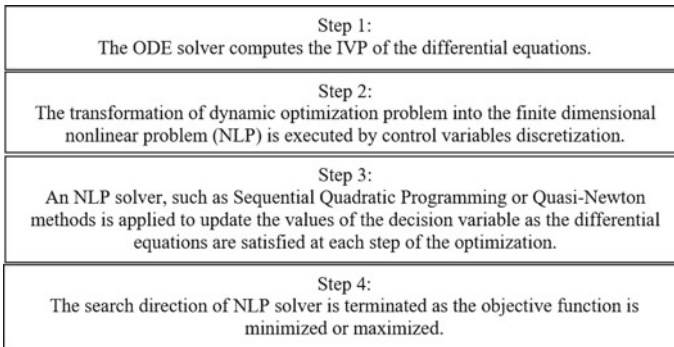 Step 1:
The ODE solver computes the IVP of the differential equations.
Step 2:
The transformation of dynamic optimization problem into the finite dimensional
nonlinear problem (NLP) is executed by control variables discretization.
Step 3:
An NLP solver, such as Sequential Quadratic Programming or Quasi-Newton
methods is applied to update the values of the decision variable as the differential
equations are satisfied at each step of the optimization.
Step 4:
The search direction of NLP solver is terminated as the objective function is
minimized or maximized.